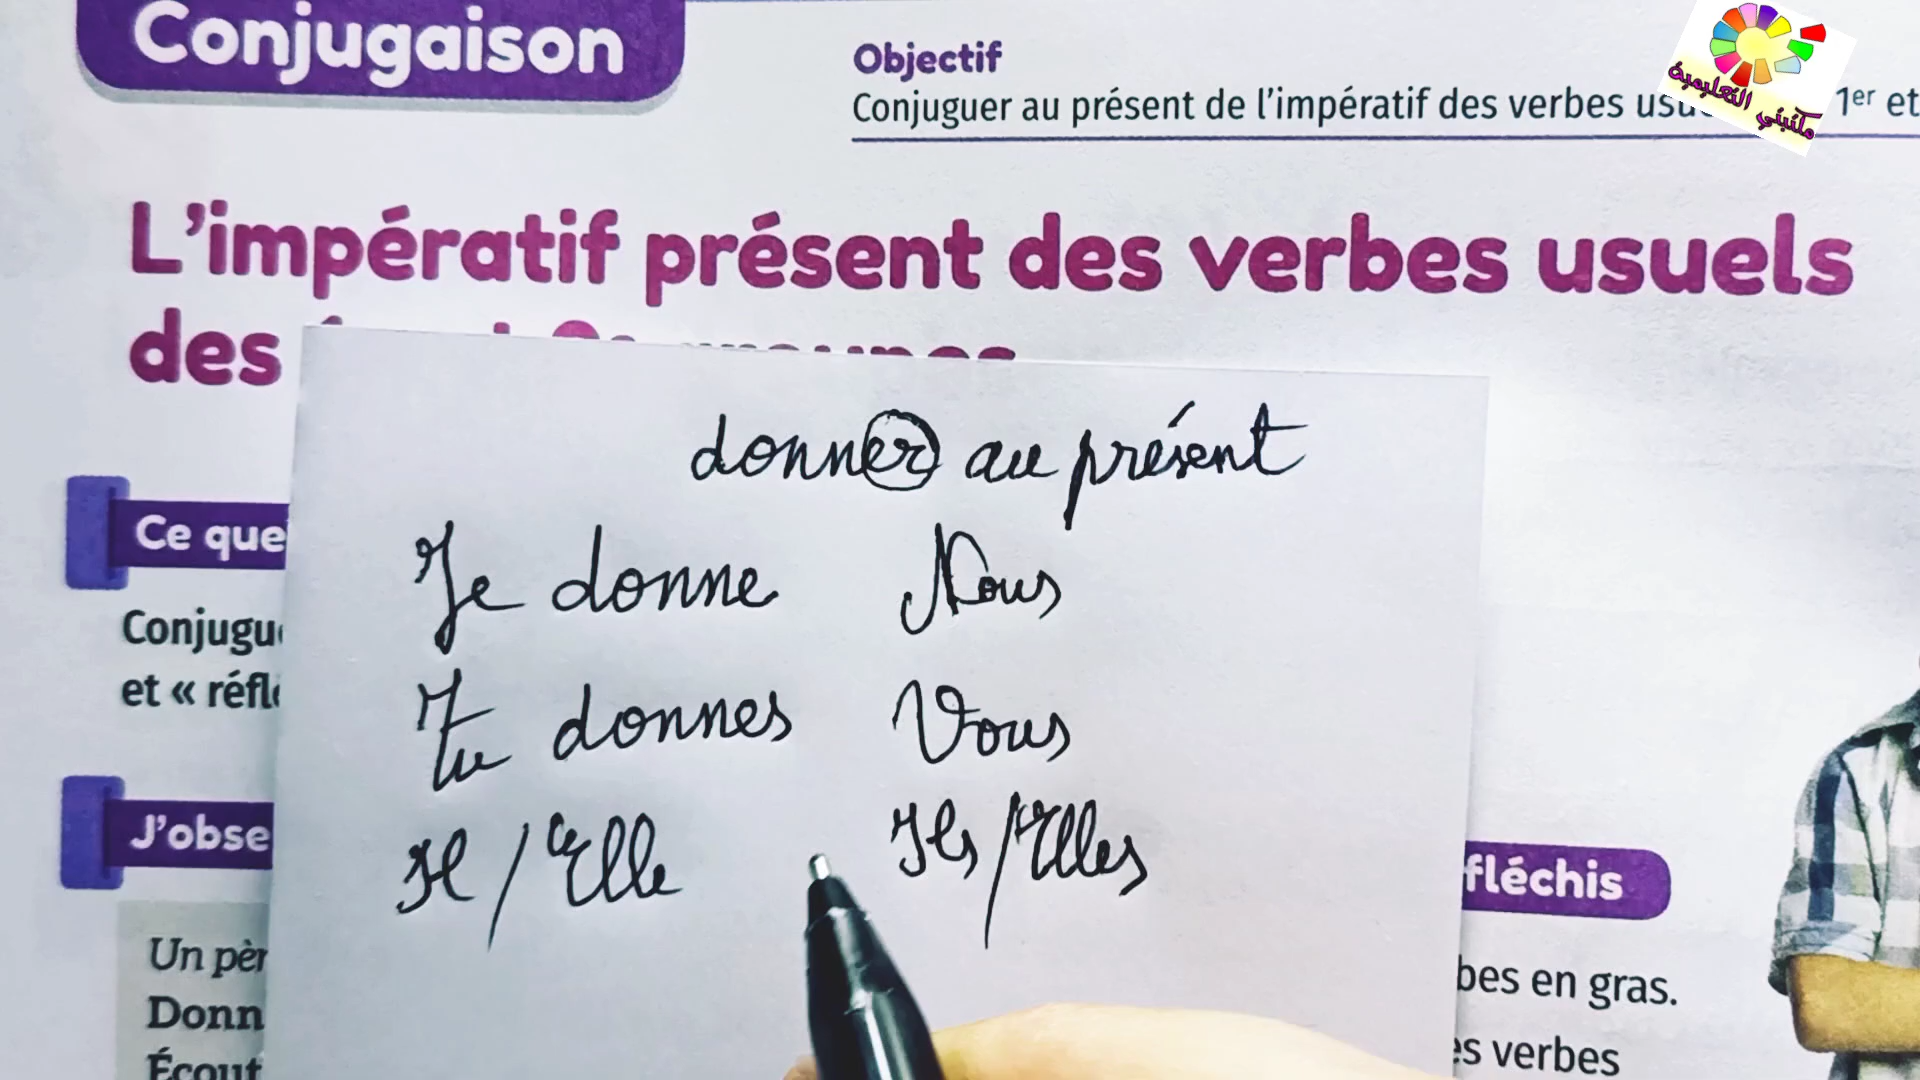 Conjugaison
Objectif
Conjuguer au présent de l'impératif des verbes 1er et
مكتبتي التعليمية
L'impératif présent des verbes usuels
des
donner au présent
Je donne Nous
Tu donnes Vous
Il / Elle Ils / Elles
Ce que
Conjugu
et « réfl
J'obse
fléchis
Un pèr
Donn
Écout
bes en gras.
es verbes